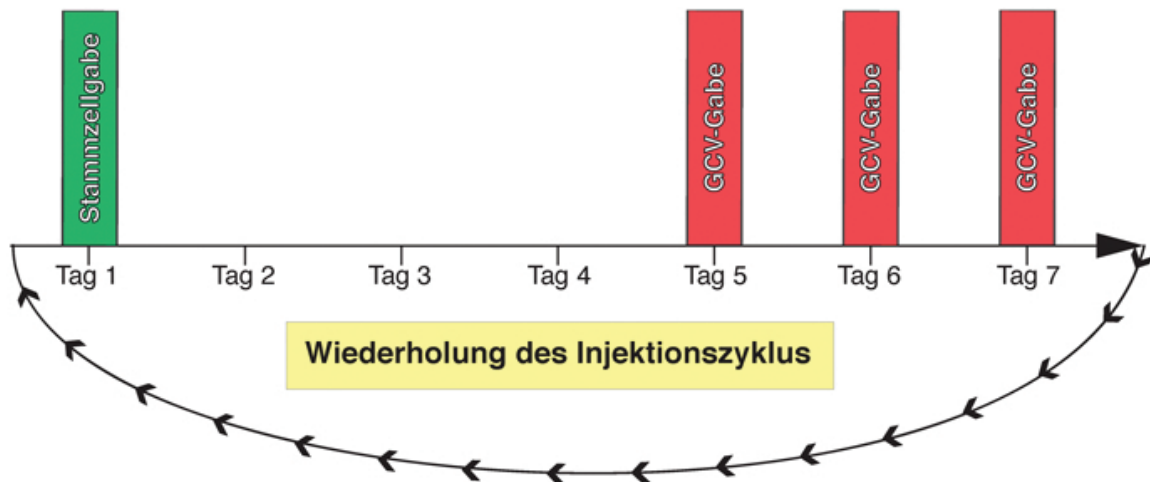 Stammzellgabe
GCV-Gabe
GCV-Gabe
GCV-Gabe
Tag 1
Tag 2
Tag 3
Tag 4
Tag 5
Tag 6
Tag 7
Wiederholung des Injektionszyklus